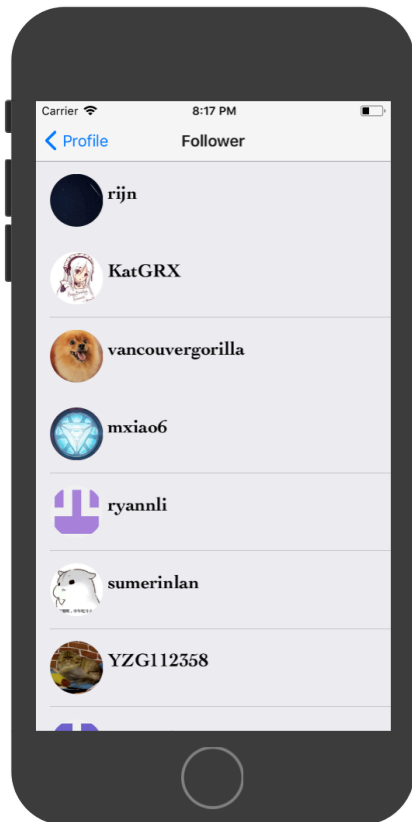 Carrier 8:17 PM
Profile Follower
rijn
KatGRX
vancouvergorilla
mxiao6
ryannli
sumerinlan
YZG112358